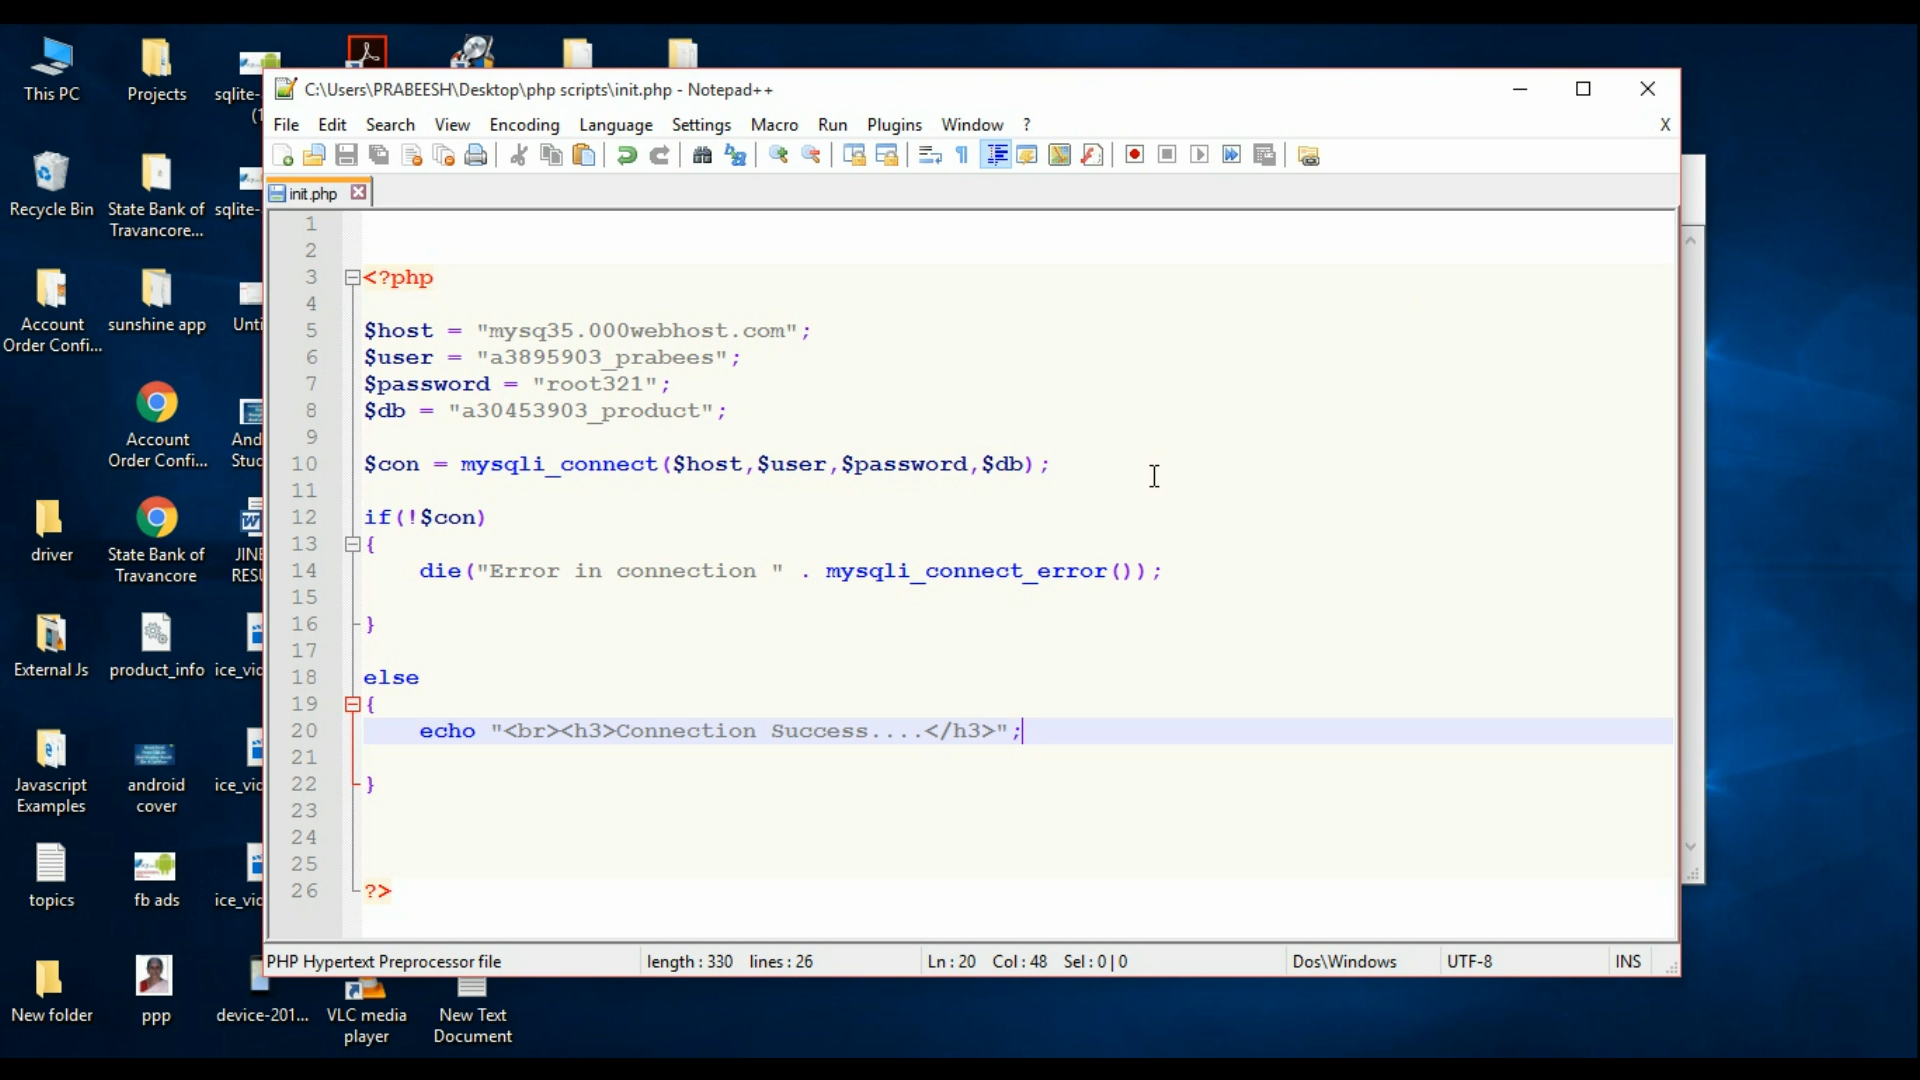 This PC
Projects
sqlite-
(1
C:\Users\PRABEESH\Desktop\php scripts\init.php - Notepad++
File Edit Search View Encoding Language Settings Macro Run Plugins Window ? X
init.php
1
2
3 <?php
4
5 $host = "mysq35.000webhost.com";
6 $user = "a3895903_prabees";
7 $password = "root321";
8 $db = "a30453903_product";
9
10 $con = mysqli_connect($host,$user,$password,$db);
11
12 if(!$con)
13 {
14 die("Error in connection " . mysqli_connect_error());
15
16 }
17
18 else
19 {
20 echo "<br><h3>Connection Success....</h3>";
21
22 }
23
24
25
26 ?>
PHP Hypertext Preprocessor file length : 330 lines : 26 Ln : 20 Col : 48 Sel : 0 | 0 Dos\Windows UTF-8 INS
Recycle Bin
State Bank of
Travancore...
sqlite-
Account
Order Confi...
sunshine app
Unti
Account
Order Confi...
And
Stuc
driver
State Bank of
Travancore
JINE
RESU
External Js
product_info
ice_vic
Javascript
Examples
android
cover
ice_vic
topics
fb ads
ice_vic
New folder
ppp
device-201...
VLC media
player
New Text
Document